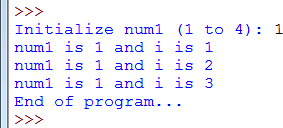 >>>
Initialize num1 (1 to 4): 1
num1 is 1 and i is 1
num1 is 1 and i is 2
num1 is 1 and i is 3
End of program...
>>>